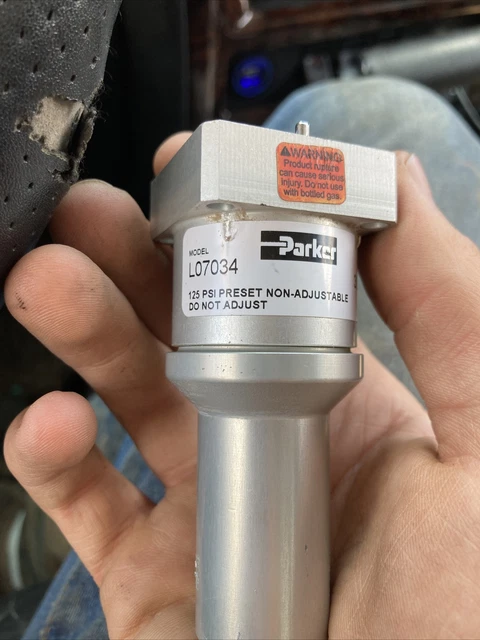 WARNING
Product rupture
can cause serious
injury. Do not use
with bottled gas.
Parker
MODEL
L07034
125 PSI PRESET NON-ADJUSTABLE
DO NOT ADJUST